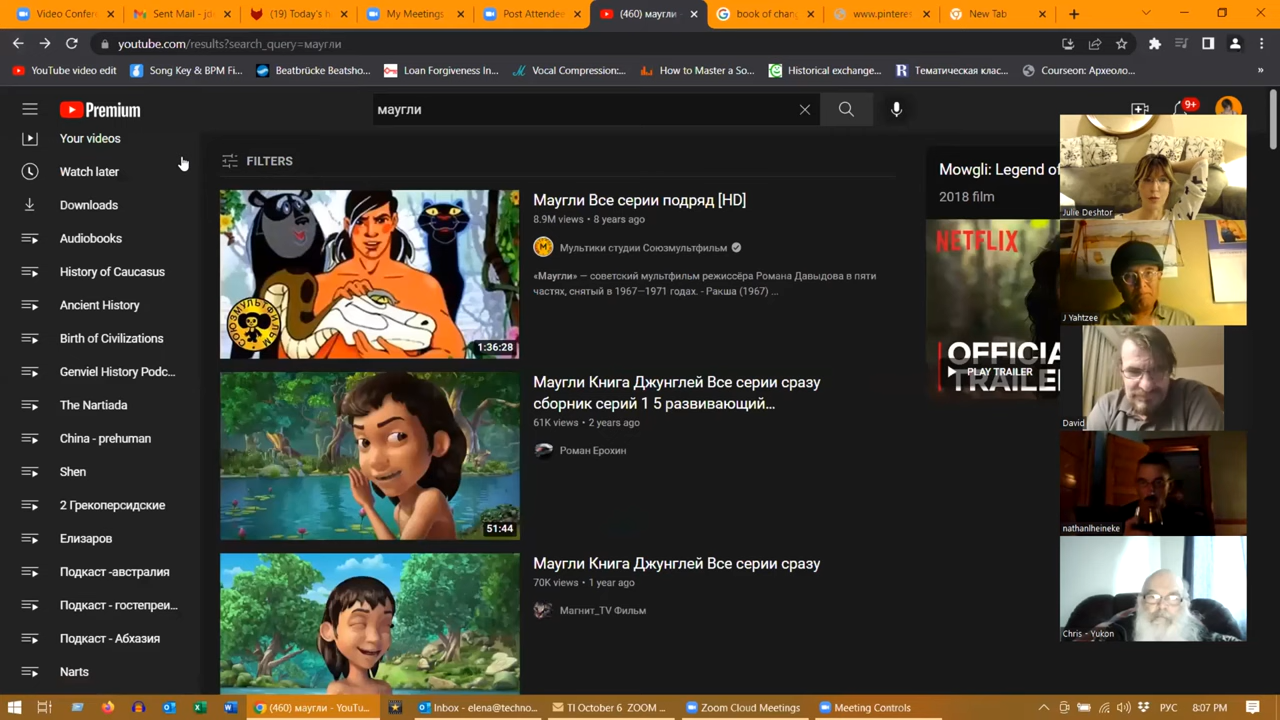 Video Conferen
Sent Mail - jd
(19) Today's h
My Meetings
Post Attendee
(460) маугли -
book of chan
www.pinteres
New Tab
youtube.com/results?search_query=маугли
YouTube video edit
Song Key & BPM Fi...
Beatbrücke Beatsho...
Loan Forgiveness In...
Vocal Compression:...
How to Master a So...
Historical exchange...
Тематическая клас...
Courseon: Археоло...
»
Premium
маугли
9+
Your videos
Watch later
Downloads
Audiobooks
History of Caucasus
Ancient History
Birth of Civilizations
Genviel History Podc...
The Nartiada
China - prehuman
Shen
2 Грекоперсидские
Елизаров
Подкаст -австралия
Подкаст - гостепреи...
Подкаст - Абхазия
Narts
FILTERS
СОЮЗМУЛЬТФИЛЬМ
1:36:28
Маугли Все серии подряд [HD]
8.9M views • 8 years ago
Мультики студии Союзмультфильм
«Маугли» — советский мультфильм режиссёра Романа Давыдова в пяти
частях, снятый в 1967—1971 годах. - Ракша (1967) ...
51:44
Маугли Книга Джунглей Все серии сразу
сборник серий 1 5 развивающий...
61K views • 2 years ago
Роман Ерохин
Маугли Книга Джунглей Все серии сразу
70K views • 1 year ago
Магнит_TV Фильм
Mowgli: Legend of
2018 film
NETFLIX
OFFICIA
PLAY TRAILER
TRAILE
Julie Deshtor
J Yahtzee
David
nathanlheineke
Chris - Yukon
(460) маугли - YouTu...
Inbox - elena@techno...
TI October 6 ZOOM ...
Zoom Cloud Meetings
Meeting Controls
РУС
8:07 PM